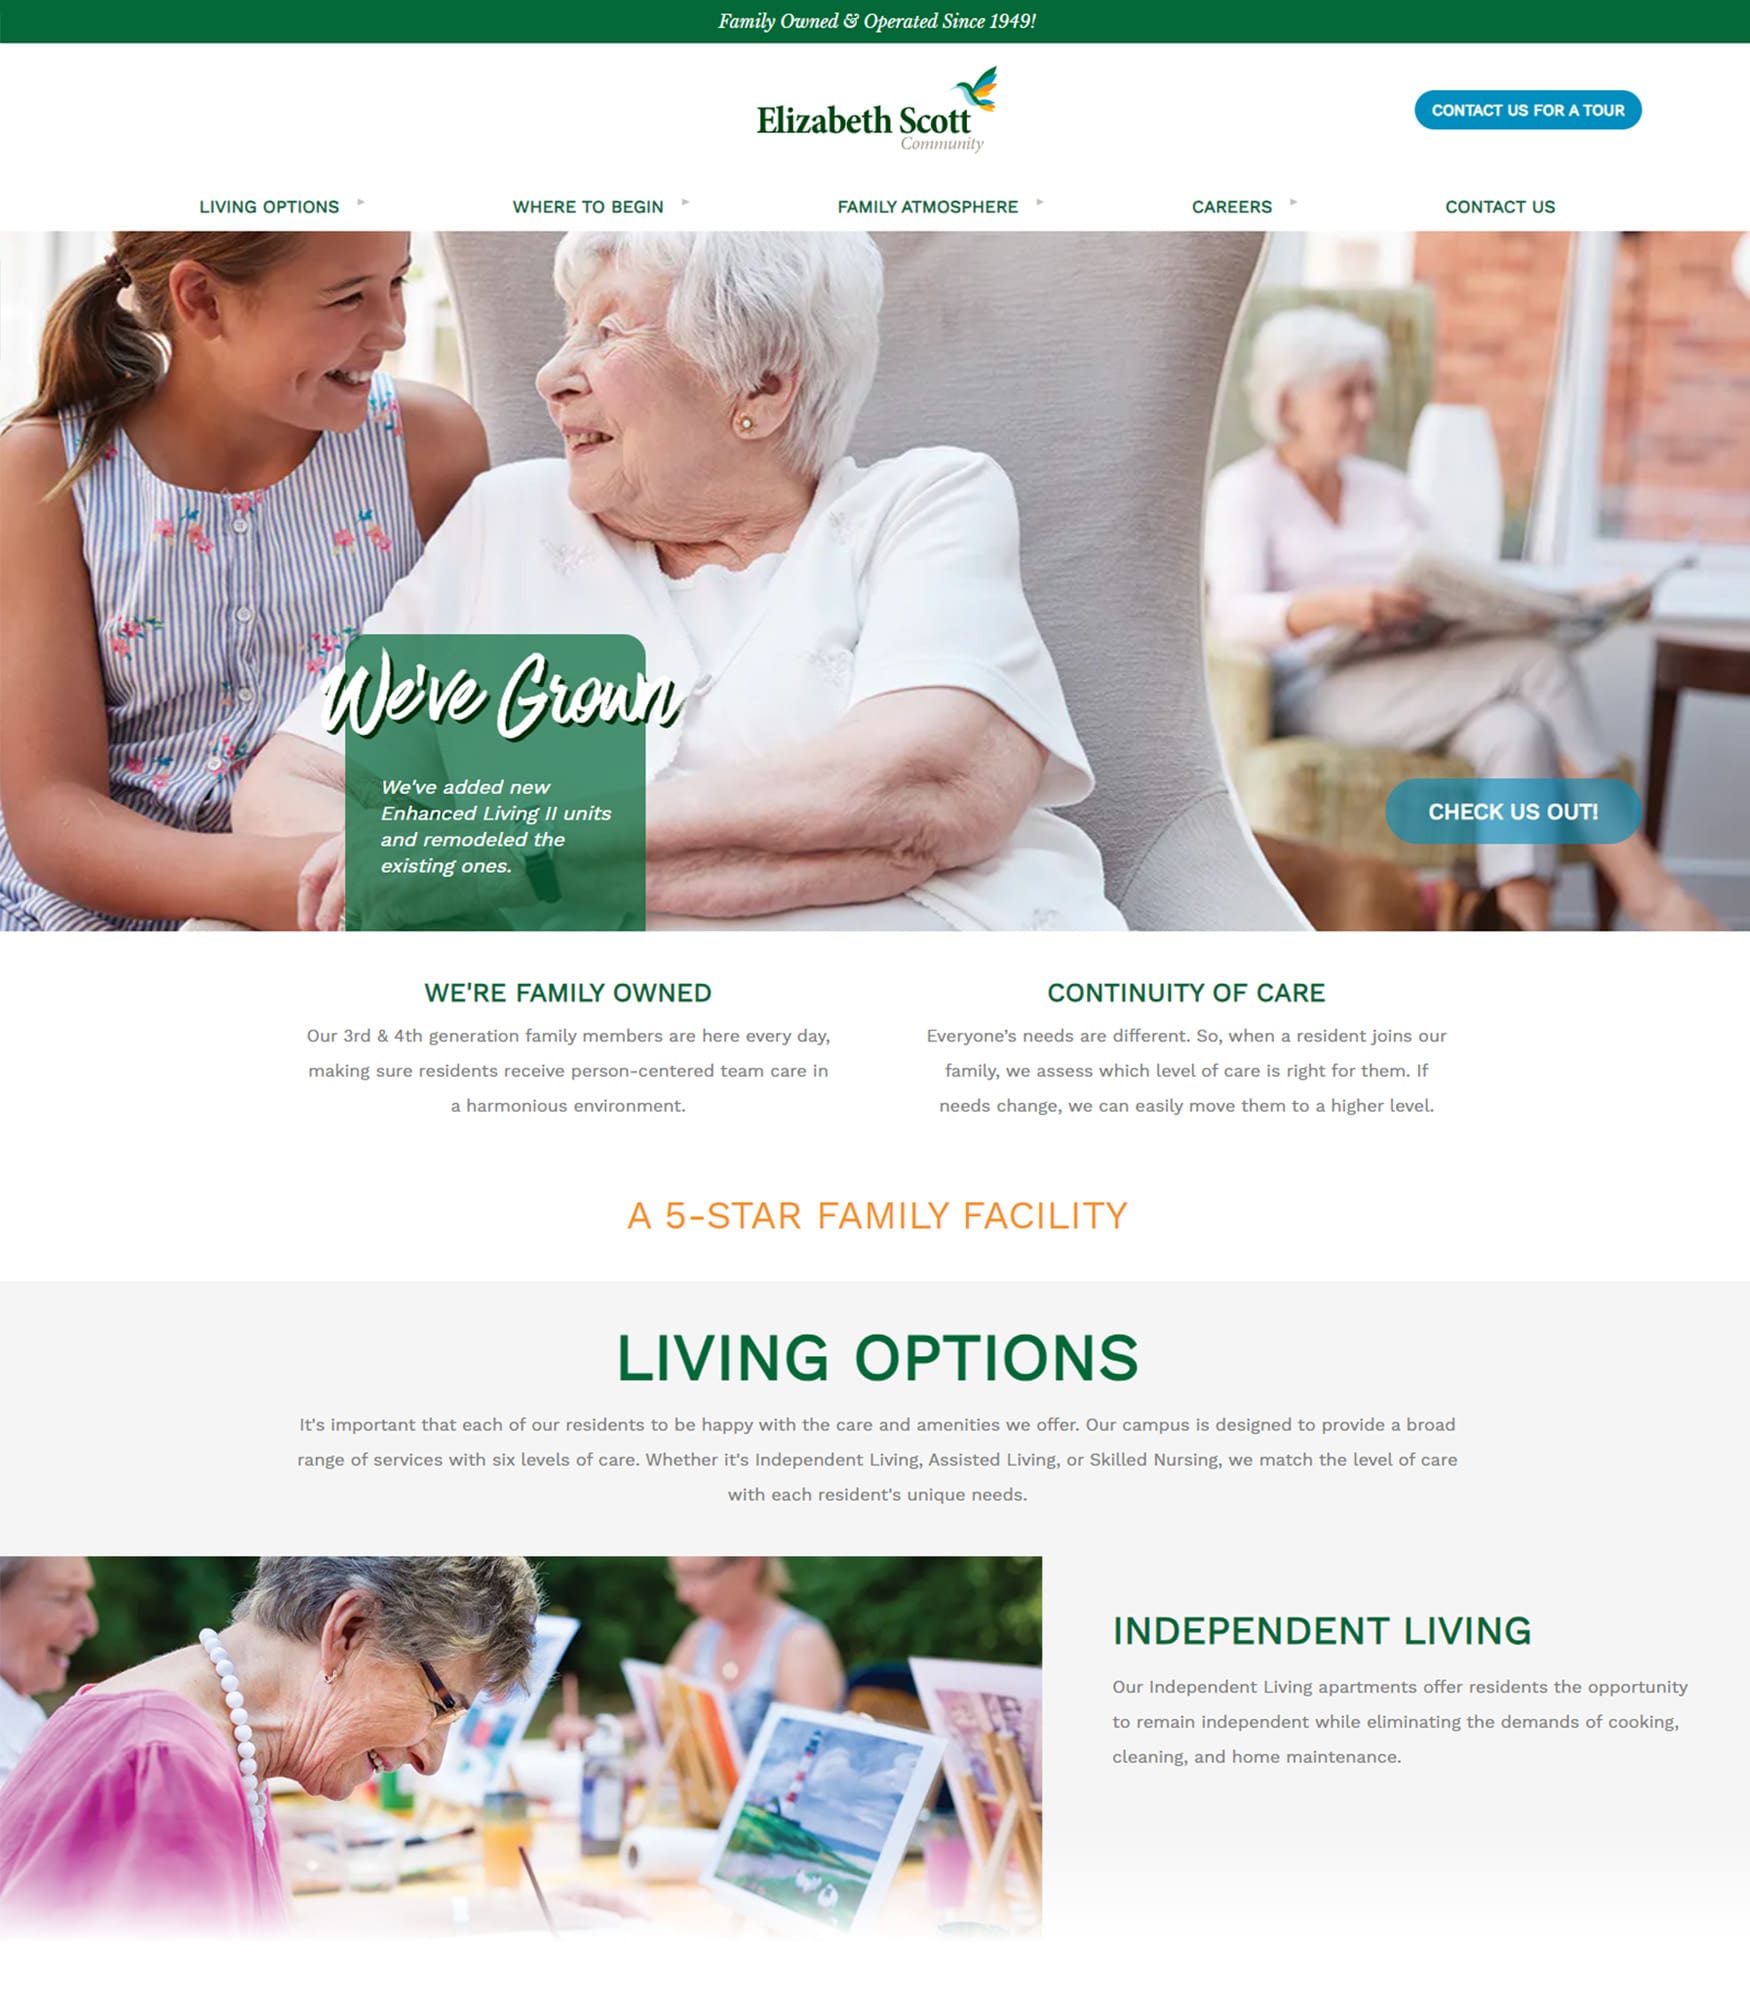 Family Owned & Operated Since 1949!
Elizabeth Scott
Community
CONTACT US FOR A TOUR
LIVING OPTIONS
WHERE TO BEGIN
FAMILY ATMOSPHERE
CAREERS
CONTACT US
We've Grown
We've added new
Enhanced Living II units
and remodeled the
existing ones.
CHECK US OUT!
WE'RE FAMILY OWNED
Our 3rd & 4th generation family members are here every day,
making sure residents receive person-centered team care in
a harmonious environment.
CONTINUITY OF CARE
Everyone’s needs are different. So, when a resident joins our
family, we assess which level of care is right for them. If
needs change, we can easily move them to a higher level.
A 5-STAR FAMILY FACILITY
LIVING OPTIONS
It's important that each of our residents to be happy with the care and amenities we offer. Our campus is designed to provide a broad
range of services with six levels of care. Whether it's Independent Living, Assisted Living, or Skilled Nursing, we match the level of care
with each resident's unique needs.
INDEPENDENT LIVING
Our Independent Living apartments offer residents the opportunity
to remain independent while eliminating the demands of cooking,
cleaning, and home maintenance.